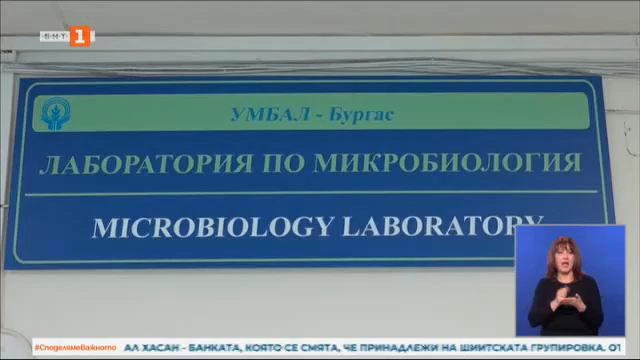 БНТ 1
УМБАЛ - Бургас
ЛАБОРАТОРИЯ ПО МИКРОБИОЛОГИЯ
MICROBIOLOGY LABORATORY
#СподелямеВажното
АЛ ХАСАН - БАНКАТА, КОЯТО СЕ СМЯТА, ЧЕ ПРИНАДЛЕЖИ НА ШИИТСКАТА ГРУПИРОВКА. ОТ